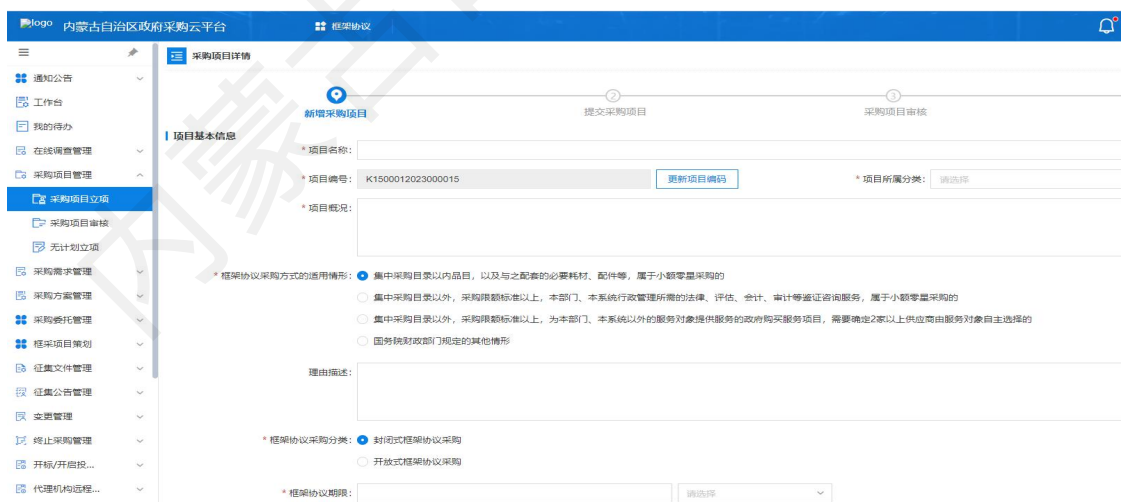 logo 内蒙古自治区政府采购云平台 框架协议
采购项目详情
通知公告
工作台
我的待办
在线调查管理
采购项目管理
采购项目立项
采购项目审核
无计划立项
采购需求管理
采购方案管理
采购委托管理
框采项目策划
征集文件管理
征集公告管理
变更管理
终止采购管理
开标/开启投...
代理机构远程...
新增采购项目
2 提交采购项目
3 采购项目审核
项目基本信息
* 项目名称:
* 项目编号: K1500012023000015 更新项目编码 * 项目所属分类: 请选择
* 项目概况:
* 框架协议采购方式的适用情形: 集中采购目录以内品目，以及与之配套的必要耗材、配件等，属于小额零星采购的
集中采购目录以外，采购限额标准以上，本部门、本系统行政管理所需的法律、评估、会计、审计等鉴证咨询服务，属于小额零星采购的
集中采购目录以外，采购限额标准以上，为本部门、本系统以外的服务对象提供服务的政府购买服务项目，需要确定2家以上供应商由服务对象自主选择的
国务院财政部门规定的其他情形
理由描述:
* 框架协议采购分类: 封闭式框架协议采购
开放式框架协议采购
* 框架协议期限: 请选择
内蒙古